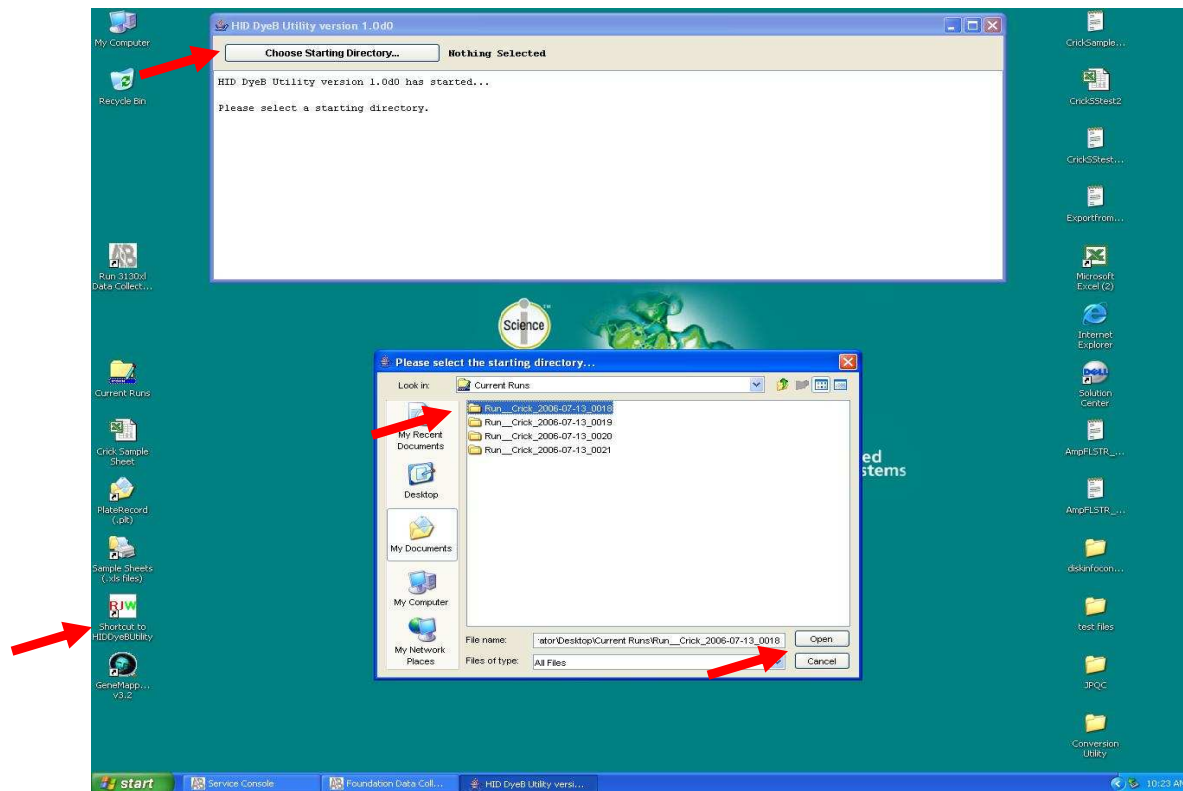 My Computer
Recycle Bin
Run 3130xl
Data Collect...
Current Runs
Crick Sample
Sheet
PlateRecord
(.plt)
Sample Sheets
(.xls files)
RJW
Shortcut to
HIDDyeBUtility
GeneMapp...
v3.2
HID DyeB Utility version 1.0d0
Choose Starting Directory...
Nothing Selected
HID DyeB Utility version 1.0d0 has started...
Please select a starting directory.
iScience™
Please select the starting directory...
Look in:
Current Runs
Run__Crick_2006-07-13_0018
Run__Crick_2006-07-13_0019
Run__Crick_2006-07-13_0020
Run__Crick_2006-07-13_0021
My Recent
Documents
Desktop
My Documents
My Computer
My Network
Places
File name:
ator\Desktop\Current Runs\Run__Crick_2006-07-13_0018
Open
Files of type:
All Files
Cancel
ed
stems
CrickSample...
CrickSStest2
CrickSStest...
Exportfrom...
Microsoft
Excel (2)
Internet
Explorer
DELL
Solution
Center
AmpFLSTR_...
AmpFLSTR_...
diskinfocon...
test files
JPQC
Conversion
Utility
start
Service Console
Foundation Data Coll...
HID DyeB Utility versi...
10:23 AM